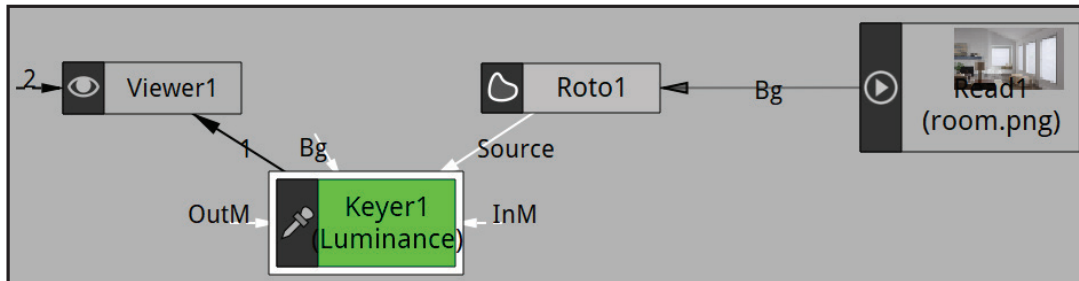 2
Viewer1
Roto1
Bg
Read1
(room.png)
1
Bg
Source
OutM
Keyer1
(Luminance)
InM